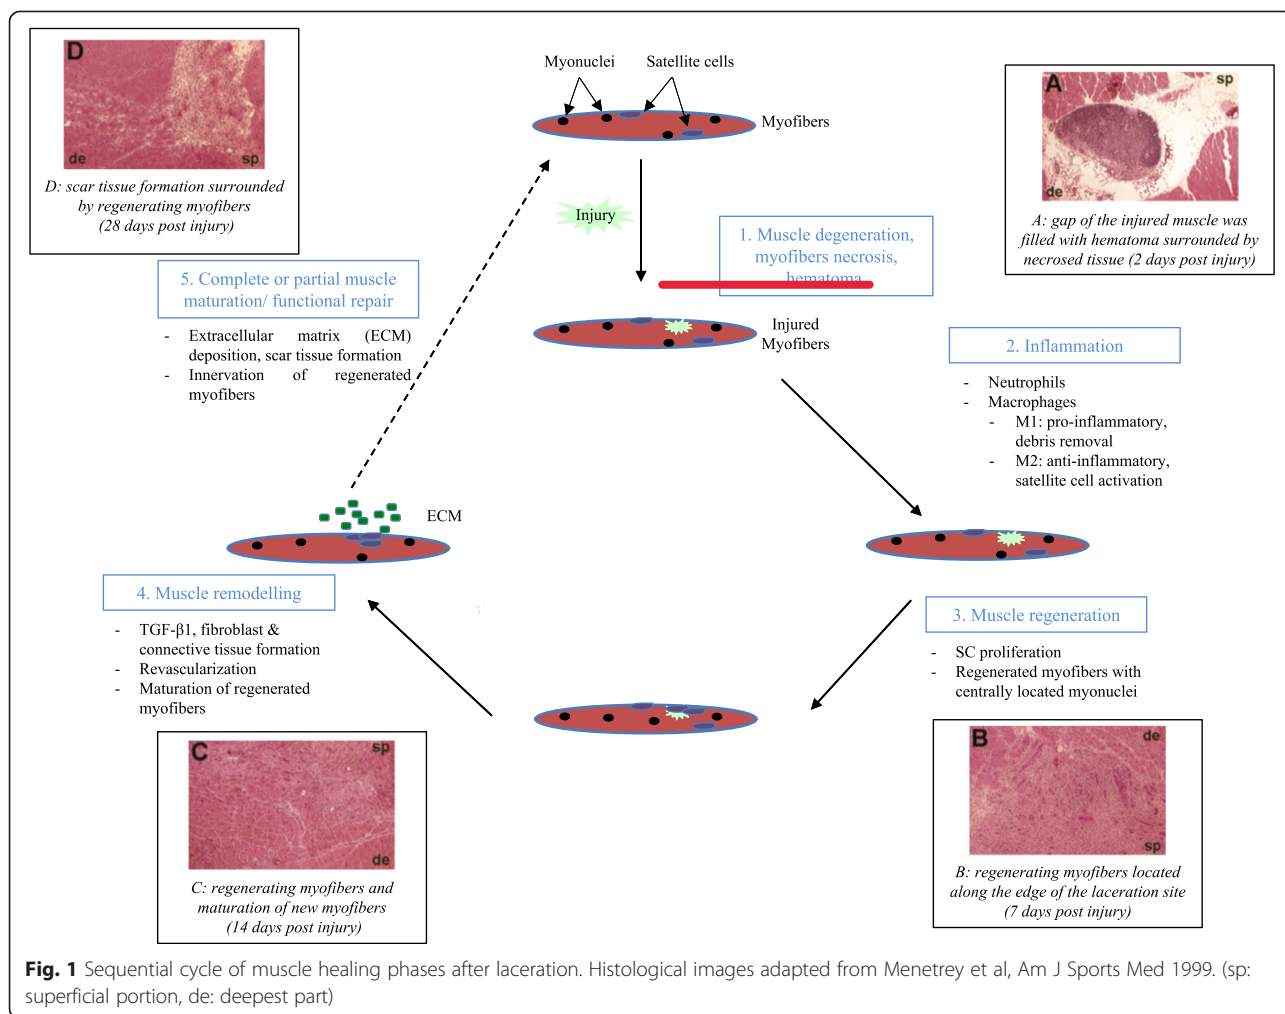 D
de
sp
D: scar tissue formation surrounded
by regenerating myofibers
(28 days post injury)
Myonuclei
Satellite cells
Myofibers
A
sp
de
A: gap of the injured muscle was
filled with hematoma surrounded by
necrosed tissue (2 days post injury)
Injury
1. Muscle degeneration,
myofibers necrosis,
hematoma
Injured
Myofibers
5. Complete or partial muscle
maturation/ functional repair
- Extracellular matrix (ECM)
deposition, scar tissue formation
- Innervation of regenerated
myofibers
2. Inflammation
- Neutrophils
- Macrophages
- M1: pro-inflammatory,
debris removal
- M2: anti-inflammatory,
satellite cell activation
ECM
4. Muscle remodelling
- TGF-β1, fibroblast &
connective tissue formation
- Revascularization
- Maturation of regenerated
myofibers
3. Muscle regeneration
- SC proliferation
- Regenerated myofibers with
centrally located myonuclei
C
sp
de
C: regenerating myofibers and
maturation of new myofibers
(14 days post injury)
B
de
sp
B: regenerating myofibers located
along the edge of the laceration site
(7 days post injury)
Fig. 1 Sequential cycle of muscle healing phases after laceration. Histological images adapted from Menetrey et al, Am J Sports Med 1999. (sp:
superficial portion, de: deepest part)